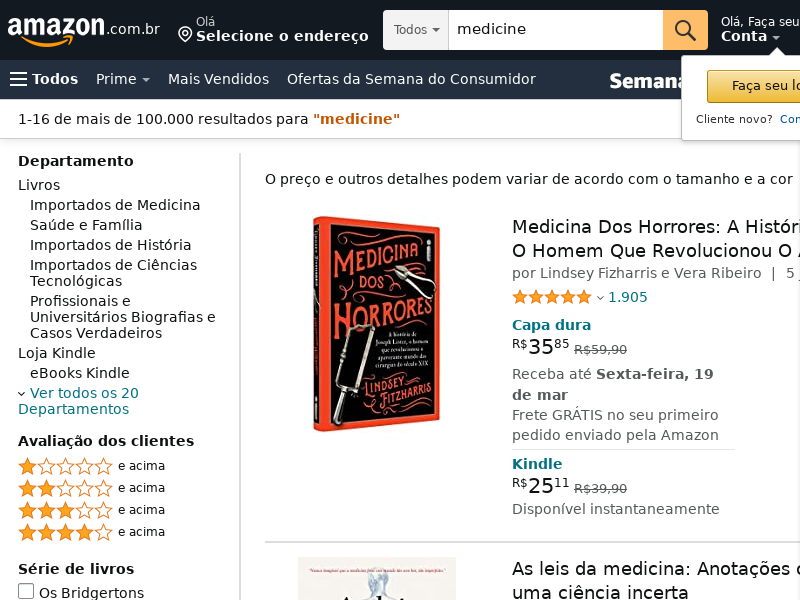 amazon.com.br
Olá
Selecione o endereço
Todos
medicine
Olá, Faça seu
Conta
Todos
Prime
Mais Vendidos
Ofertas da Semana do Consumidor
Semana
Faça seu lo
Cliente novo? Com
1-16 de mais de 100.000 resultados para "medicine"
Departamento
Livros
Importados de Medicina
Saúde e Família
Importados de História
Importados de Ciências
Tecnológicas
Profissionais e
Universitários Biografias e
Casos Verdadeiros
Loja Kindle
eBooks Kindle
Ver todos os 20
Departamentos
Avaliação dos clientes
e acima
e acima
e acima
e acima
Série de livros
Os Bridgertons
O preço e outros detalhes podem variar de acordo com o tamanho e a cor
MEDICINA
DOS
HORRORES
A história de
Joseph Lister, o homem
que revolucionou o
apavorante mundo das
cirurgias do século XIX
LINDSEY
FITZHARRIS
Medicina Dos Horrores: A Histór
O Homem Que Revolucionou O
por Lindsey Fizharris e Vera Ribeiro | 5
1.905
Capa dura
R$3585 R$59,90
Receba até Sexta-feira, 19
de mar
Frete GRÁTIS no seu primeiro
pedido enviado pela Amazon
Kindle
R$2511 R$39,90
Disponível instantaneamente
As leis da medicina: Anotações
uma ciência incerta